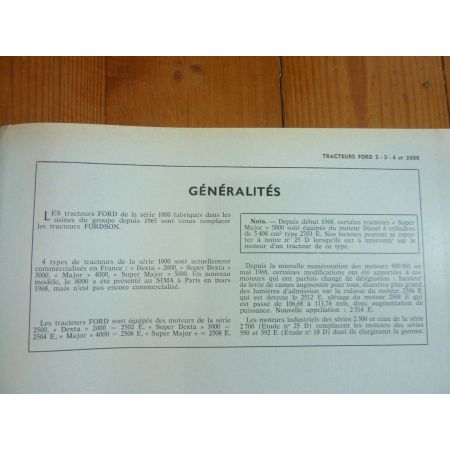 TRACTEURS FORD 2 - 3 - 4 et 5000
GÉNÉRALITÉS
LES tracteurs FORD de la série 1000 fabriqués dans les
usines du groupe depuis 1965 sont venus remplacer
les tracteurs FORDSON.
4 types de tracteurs de la série 1000 sont actuellement
commercialisés en France : « Dexta » 2000, « Super Dexta »
3000, « Major » 4000, « Super Major » 5000. Un nouveau
modèle, le 8000 a été présenté au SIMA à Paris en mars
1968, mais n'est pas encore commercialisé.
Les tracteurs FORD sont équipés des moteurs de la série
2500, « Dexta » 2000 = 2502 E, « Super Dexta » 3000 =
2504 E, « Major » 4000 = 2506 E, « Super Major » = 2508 E.
Nota. — Depuis début 1968, certains tracteurs « Super
Major » 5000 sont équipés du moteur Diesel 6 cylindres
de 5 408 cm³ type 2703 E. Nos lecteurs peuvent se repor-
ter à notre n° 25 D lorsqu'ils ont à intervenir sur le
moteur d'un tracteur de ce type.
Depuis la nouvelle numérotation des moteurs en
mai 1968, certaines modifications ont été apportées à ces
moteurs qui ont parfois changé de désignation : hauteur
de levée de cames augmentée pour tous, diamètre plus grand
des lumières d'admission sur la culasse du moteur 2506 E
qui est devenu le 2512 E, alésage du moteur 2508 E qui
est passé de 106,68 à 111,76 mm, donc augmentation de
puissance. Nouvelle appellation : 2 514 E.
Les moteurs industriels des séries 2 500 et ceux de la série
2 700 (Etude n° 25 D) remplacent les moteurs des séries
590 et 592 E (Etude n° 18 D) dont ils élargissent la gamme.